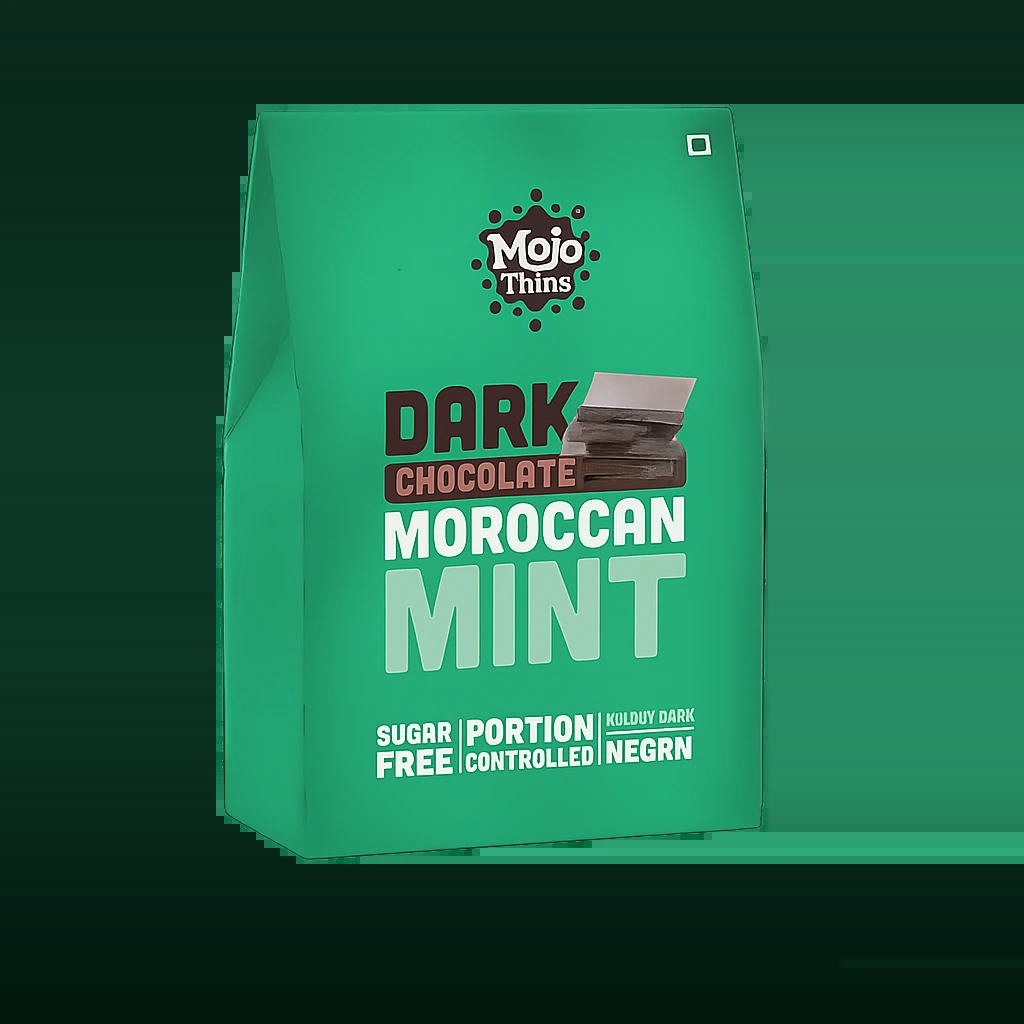 Mojo
Thins
DARK
CHOCOLATE
MOROCCAN
MINT
SUGAR
FREE
PORTION
CONTROLLED
KULDUY DARK
NEGRN